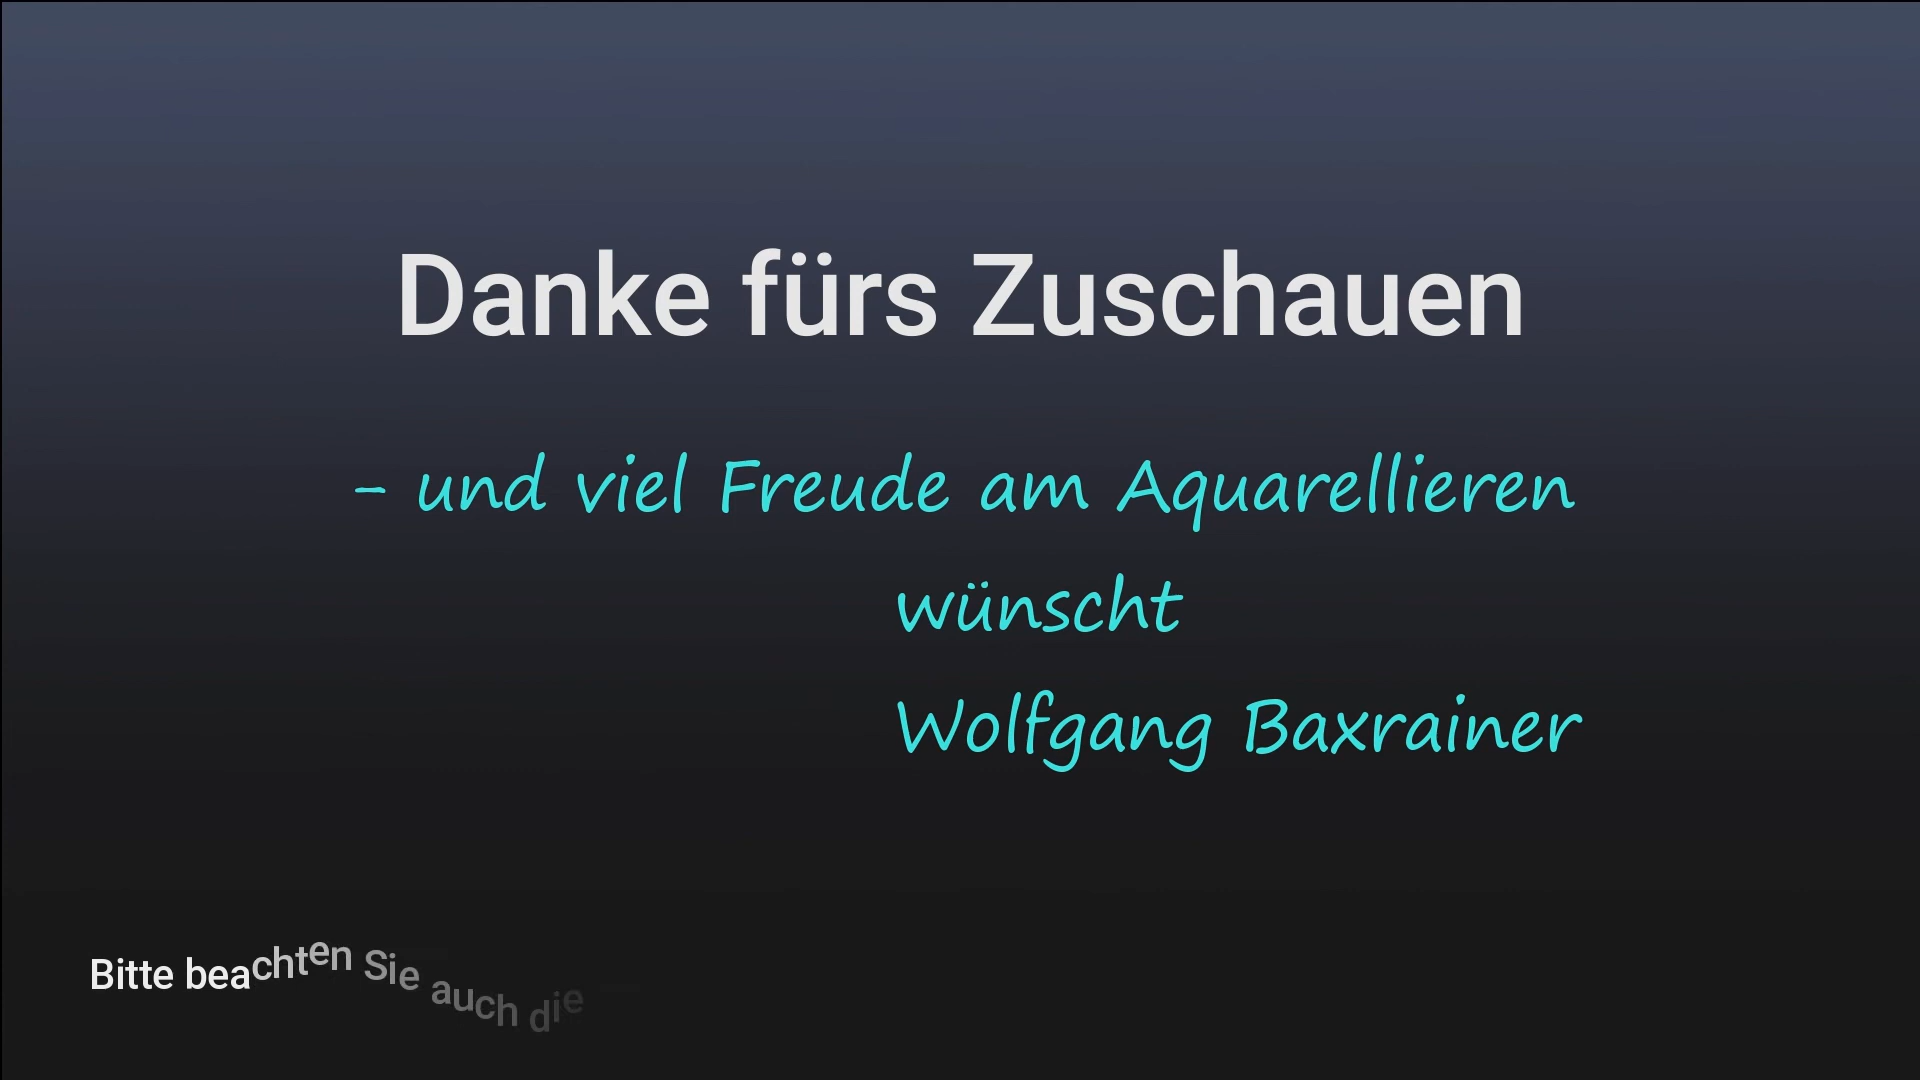 Danke fürs Zuschauen
- und viel Freude am Aquarellieren
wünscht
Wolfgang Baxrainer
Bitte beachten Sie auch die